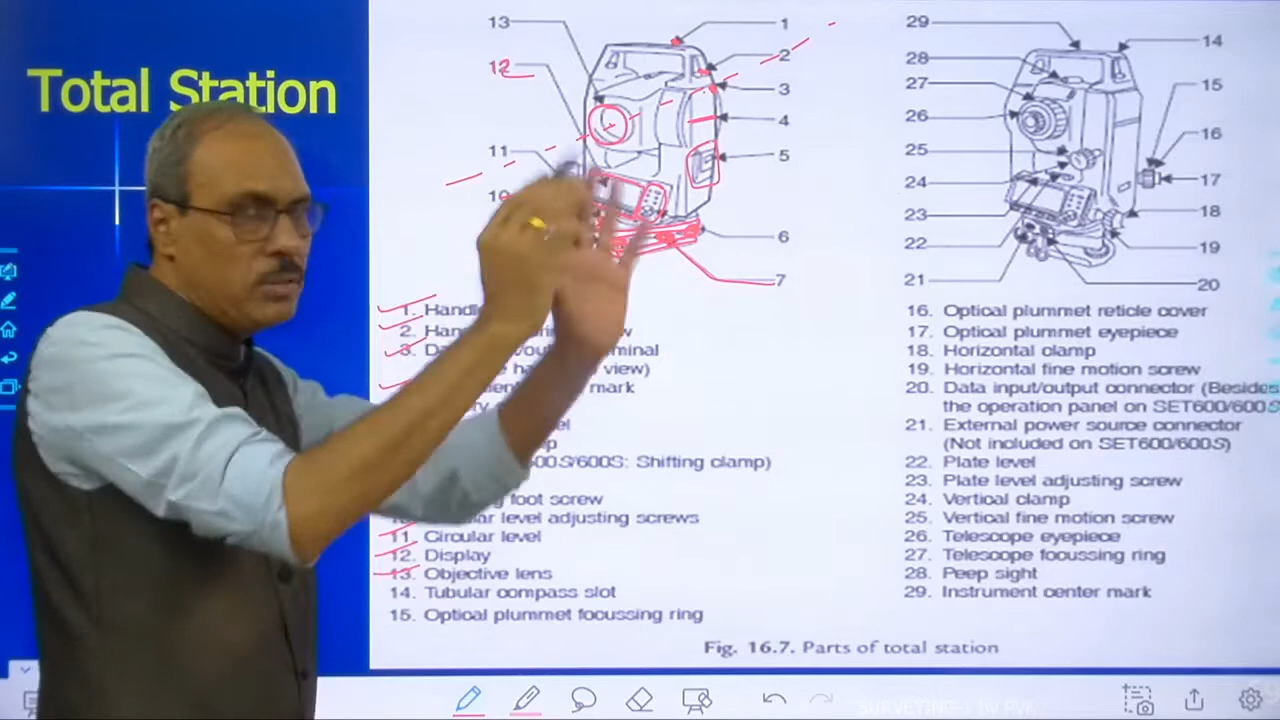 Total Station
13
12
11
10
1
2
3
4
5
6
7
29
28
27
26
25
24
23
22
21
14
15
16
17
18
19
20
1.
2.
3.
minal
view)
mark
S/600S: Shifting clamp)
foot screw
level adjusting screws
11. Circular level
12. Display
13. Objective lens
14. Tubular compass slot
15. Optical plummet focussing ring
16. Optical plummet reticle cover
17. Optical plummet eyepiece
18. Horizontal clamp
19. Horizontal fine motion screw
20. Data input/output connector (Besides
the operation panel on SET600/600S
21. External power source connector
(Not included on SET600/600S)
22. Plate level
23. Plate level adjusting screw
24. Vertical clamp
25. Vertical fine motion screw
26. Telescope eyepiece
27. Telescope focussing ring
28. Peep sight
29. Instrument center mark
Fig. 16.7. Parts of total station